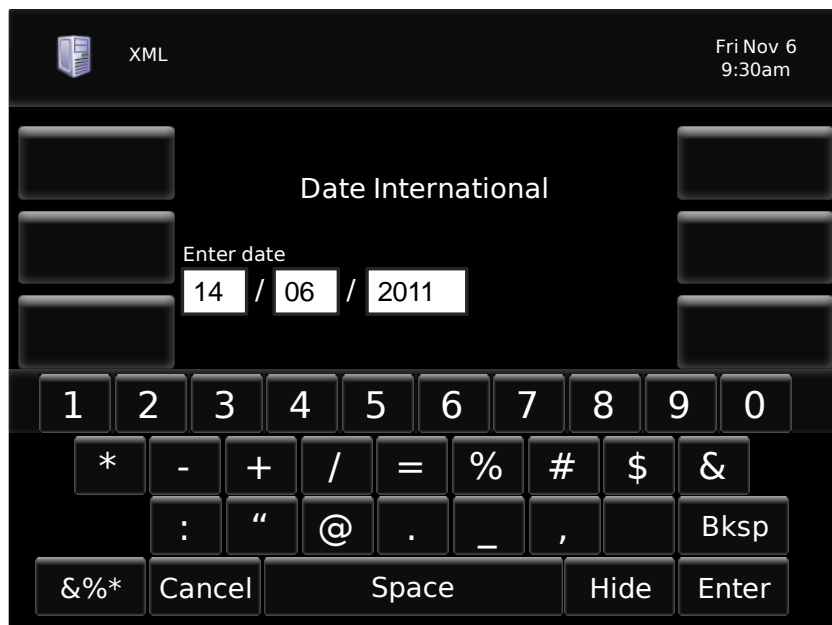 XML
Fri Nov 6
9:30am
Date International
Enter date
14 / 06 / 2011
1 2 3 4 5 6 7 8 9 0
* - + / = % # $ &
: “ @ . _ , Bksp
&%* Cancel Space Hide Enter